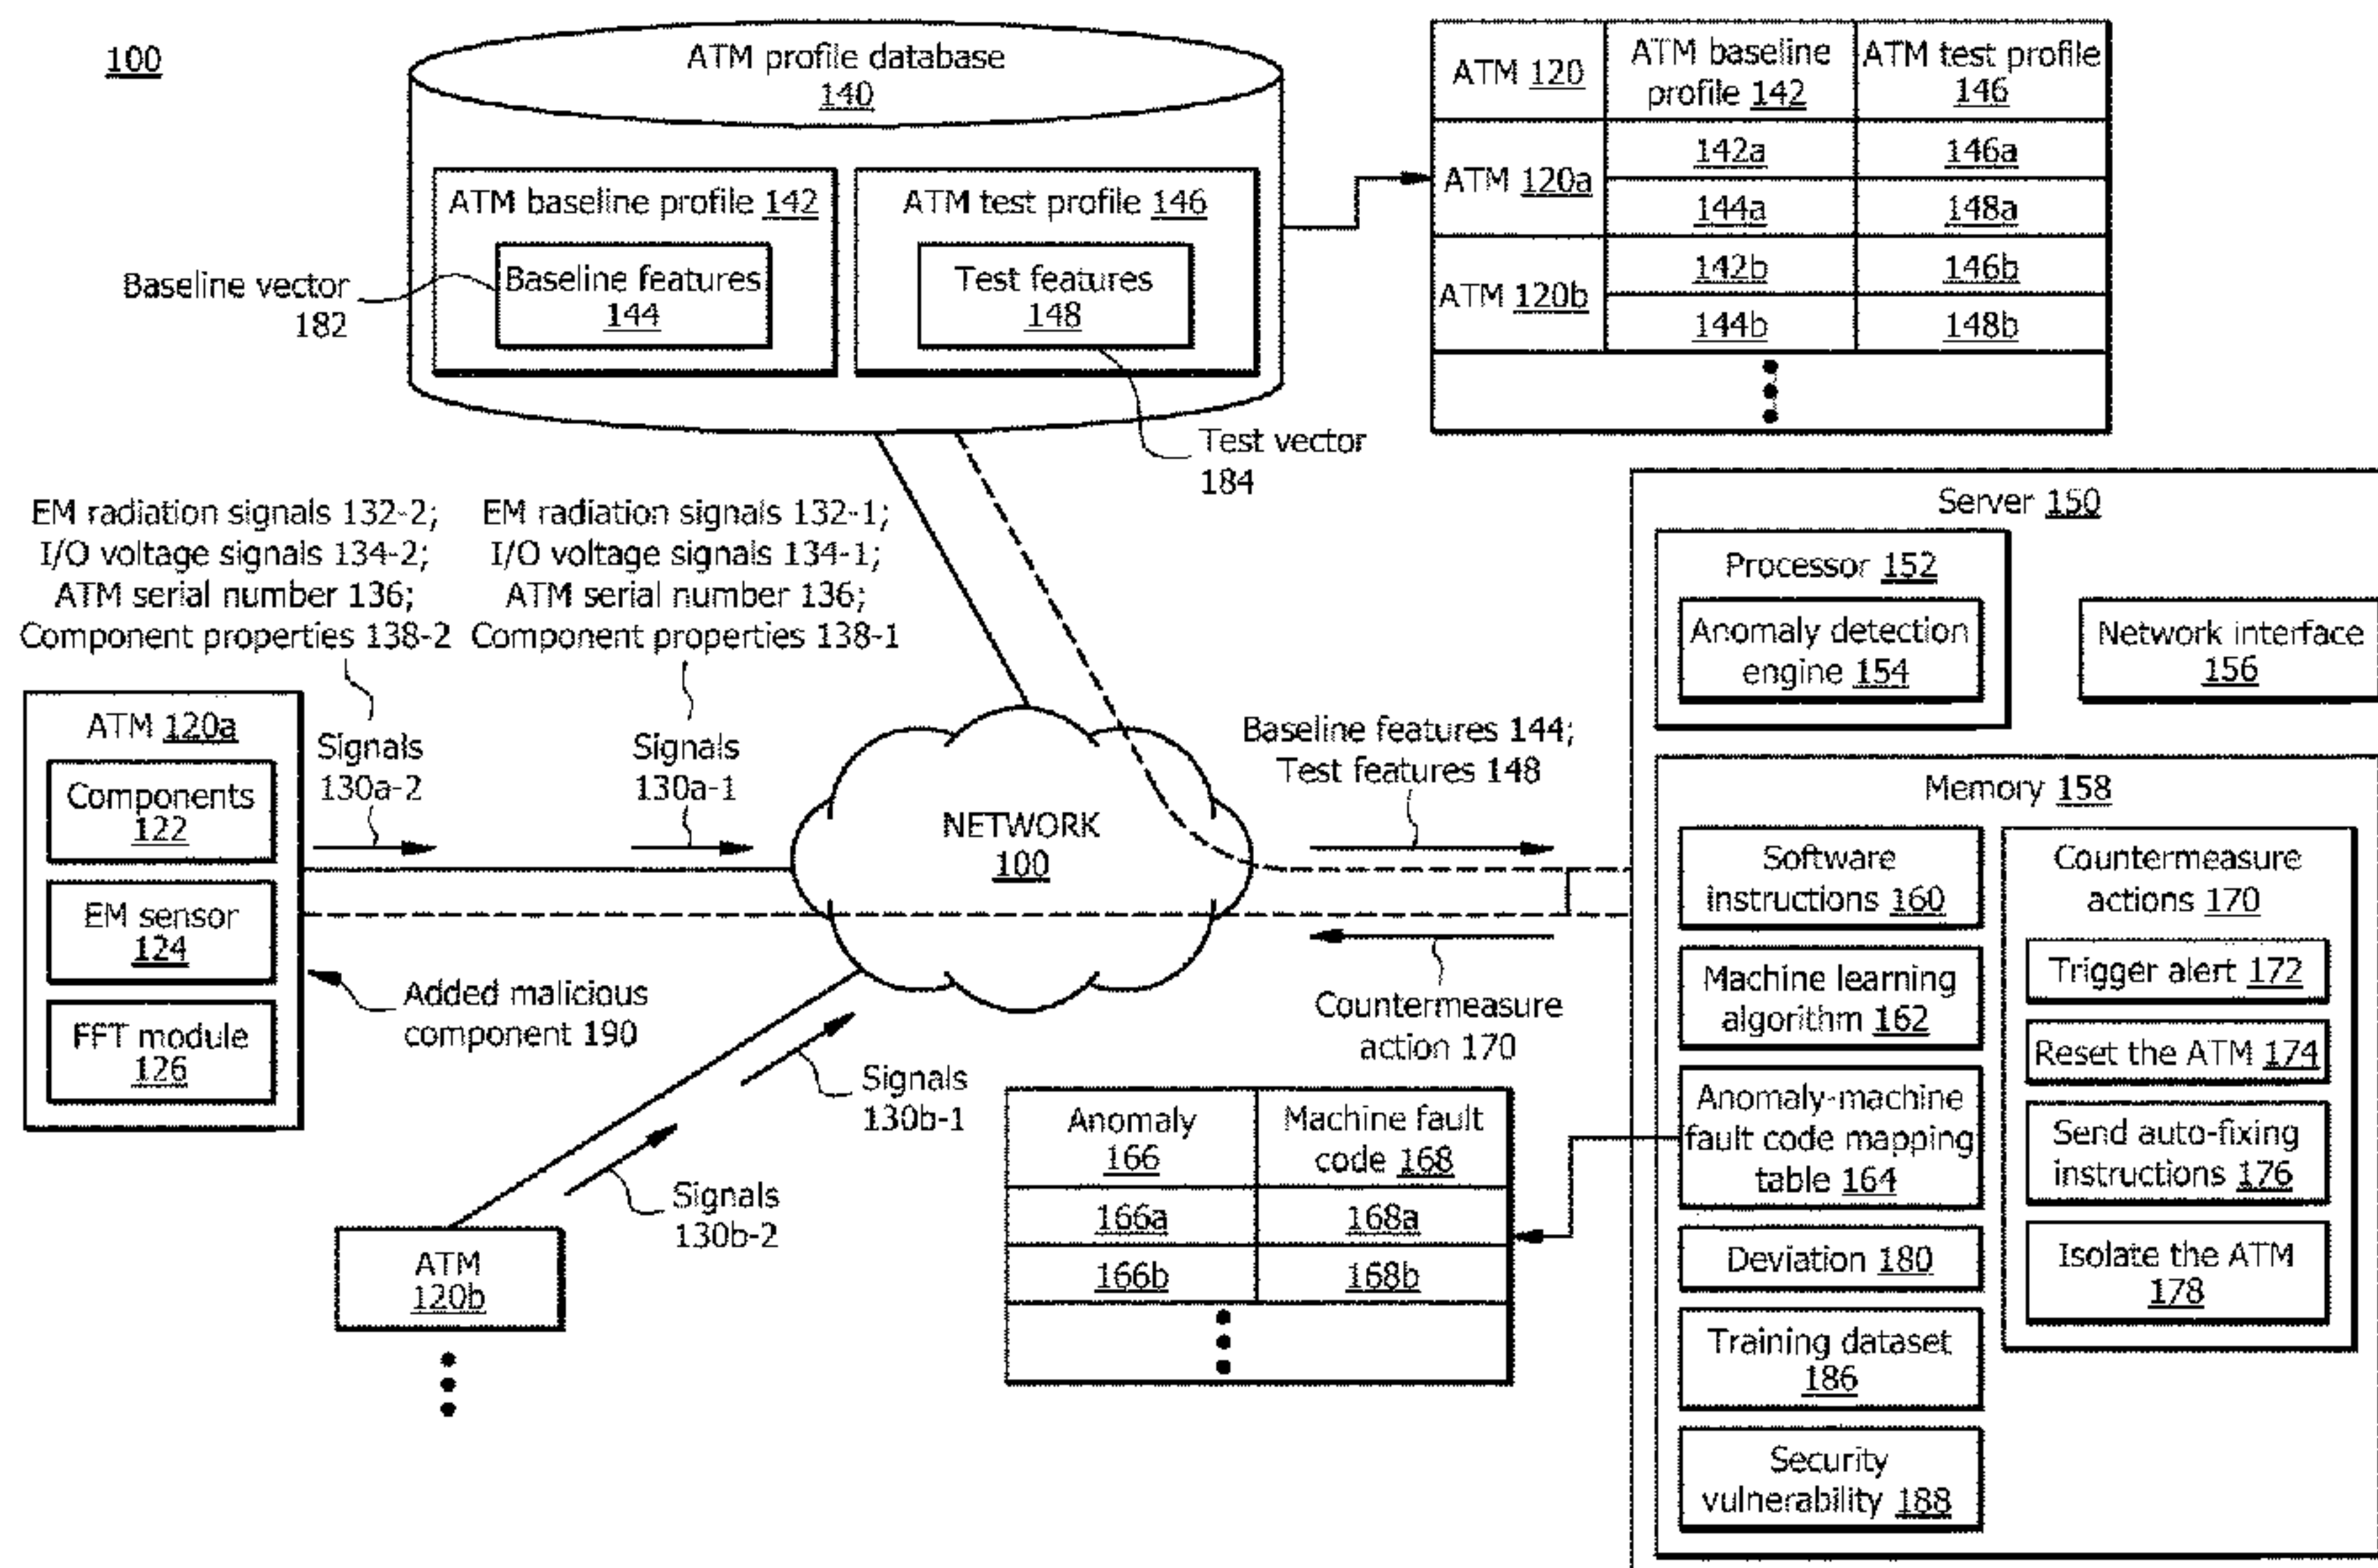 100
ATM profile database
140
ATM baseline profile 142
Baseline features
144
ATM test profile 146
Test features
148
Baseline vector
182
Test vector
184
ATM 120
ATM baseline
profile 142
ATM test profile
146
ATM 120a
142a
146a
144a
148a
ATM 120b
142b
146b
144b
148b
EM radiation signals 132-2;
I/O voltage signals 134-2;
ATM serial number 136;
Component properties 138-2
EM radiation signals 132-1;
I/O voltage signals 134-1;
ATM serial number 136;
Component properties 138-1
ATM 120a
Components
122
EM sensor
124
FFT module
126
Signals
130a-2
Signals
130a-1
Added malicious
component 190
NETWORK
100
Baseline features 144;
Test features 148
Countermeasure
action 170
Signals
130b-1
Signals
130b-2
ATM
120b
Anomaly
166
Machine fault
code 168
166a
168a
166b
168b
Server 150
Processor 152
Anomaly detection
engine 154
Network interface
156
Memory 158
Software
instructions 160
Machine learning
algorithm 162
Anomaly-machine
fault code mapping
table 164
Deviation 180
Training dataset
186
Security
vulnerability 188
Countermeasure
actions 170
Trigger alert 172
Reset the ATM 174
Send auto-fixing
instructions 176
Isolate the ATM
178